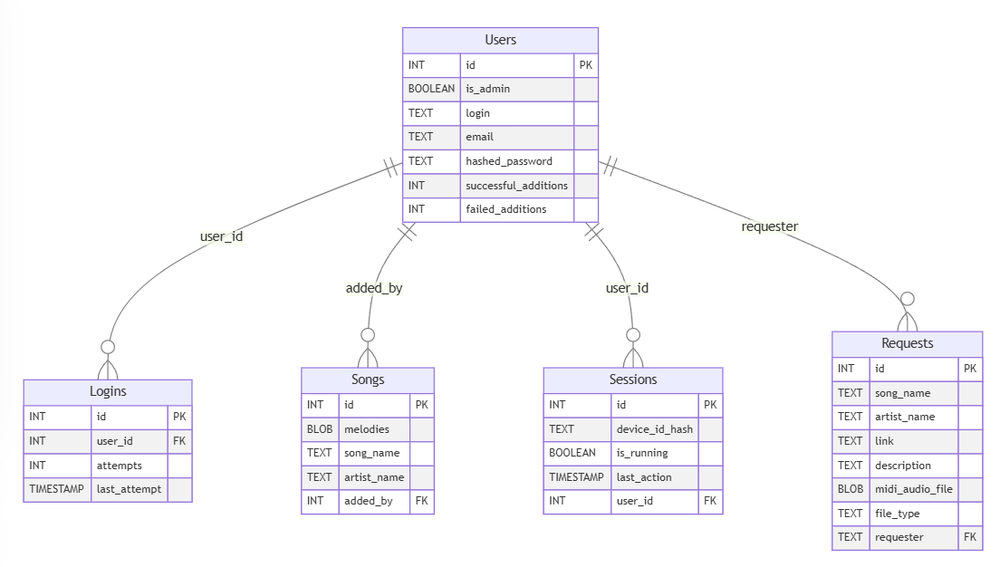 Users
INT id PK
BOOLEAN is_admin
TEXT login
TEXT email
TEXT hashed_password
INT successful_additions
INT failed_additions
user_id
added_by
user_id
requester
Logins
INT id PK
INT user_id FK
INT attempts
TIMESTAMP last_attempt
Songs
INT id PK
BLOB melodies
TEXT song_name
TEXT artist_name
INT added_by FK
Sessions
INT id PK
TEXT device_id_hash
BOOLEAN is_running
TIMESTAMP last_action
INT user_id FK
Requests
INT id PK
TEXT song_name
TEXT artist_name
TEXT link
TEXT description
BLOB midi_audio_file
TEXT file_type
TEXT requester FK